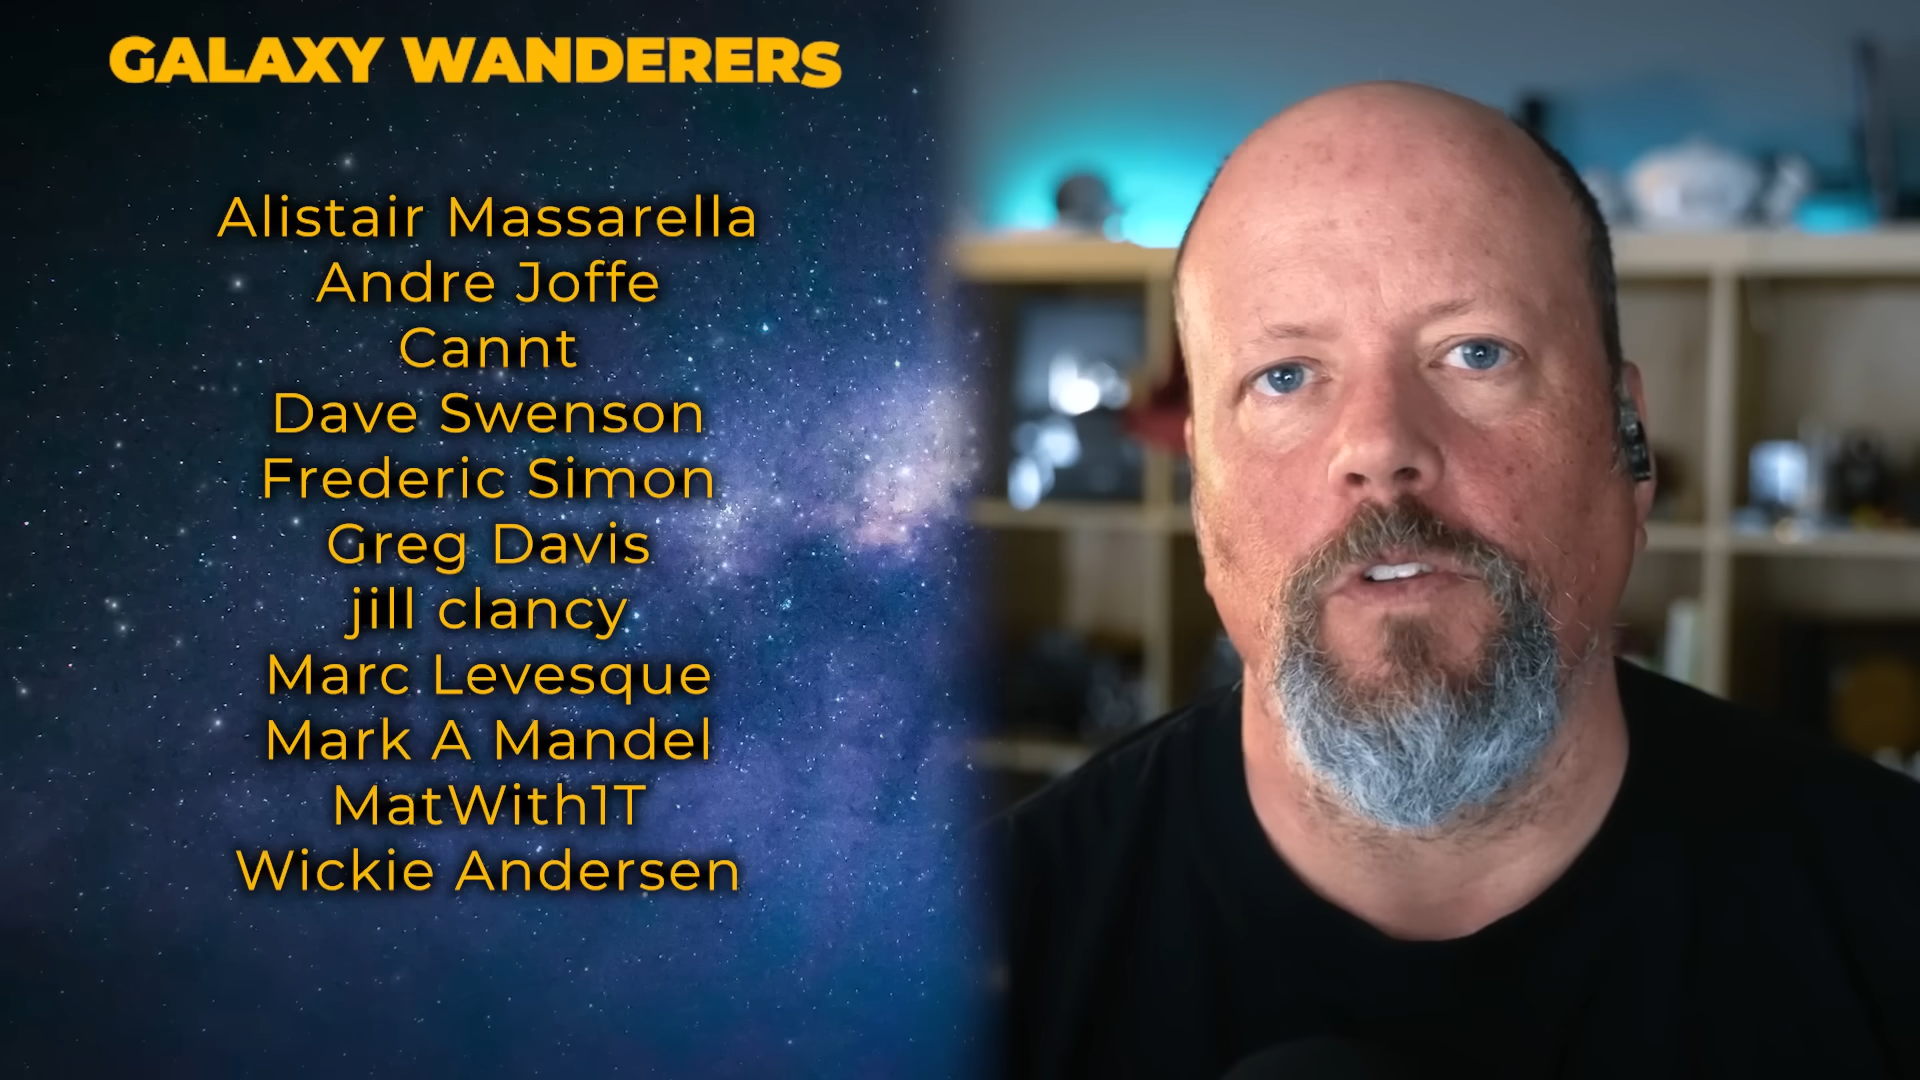 GALAXY WANDERERS
Alistair Massarella
Andre Joffe
Cannt
Dave Swenson
Frederic Simon
Greg Davis
jill clancy
Marc Levesque
Mark A Mandel
MatWith1T
Wickie Andersen